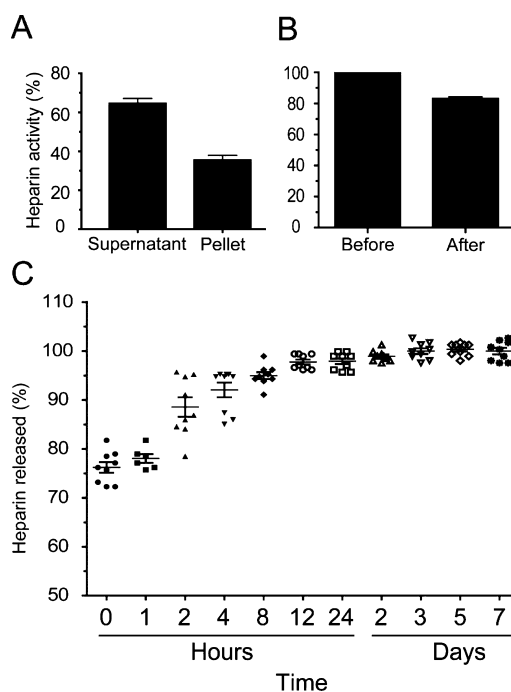 A
B
Heparin activity (%)
80
60
40
20
0
Supernatant Pellet
100
80
60
40
20
0
Before After
C
Heparin released (%)
110
100
90
80
70
60
50
0 1 2 4 8 12 24 2 3 5 7
Hours Days
Time